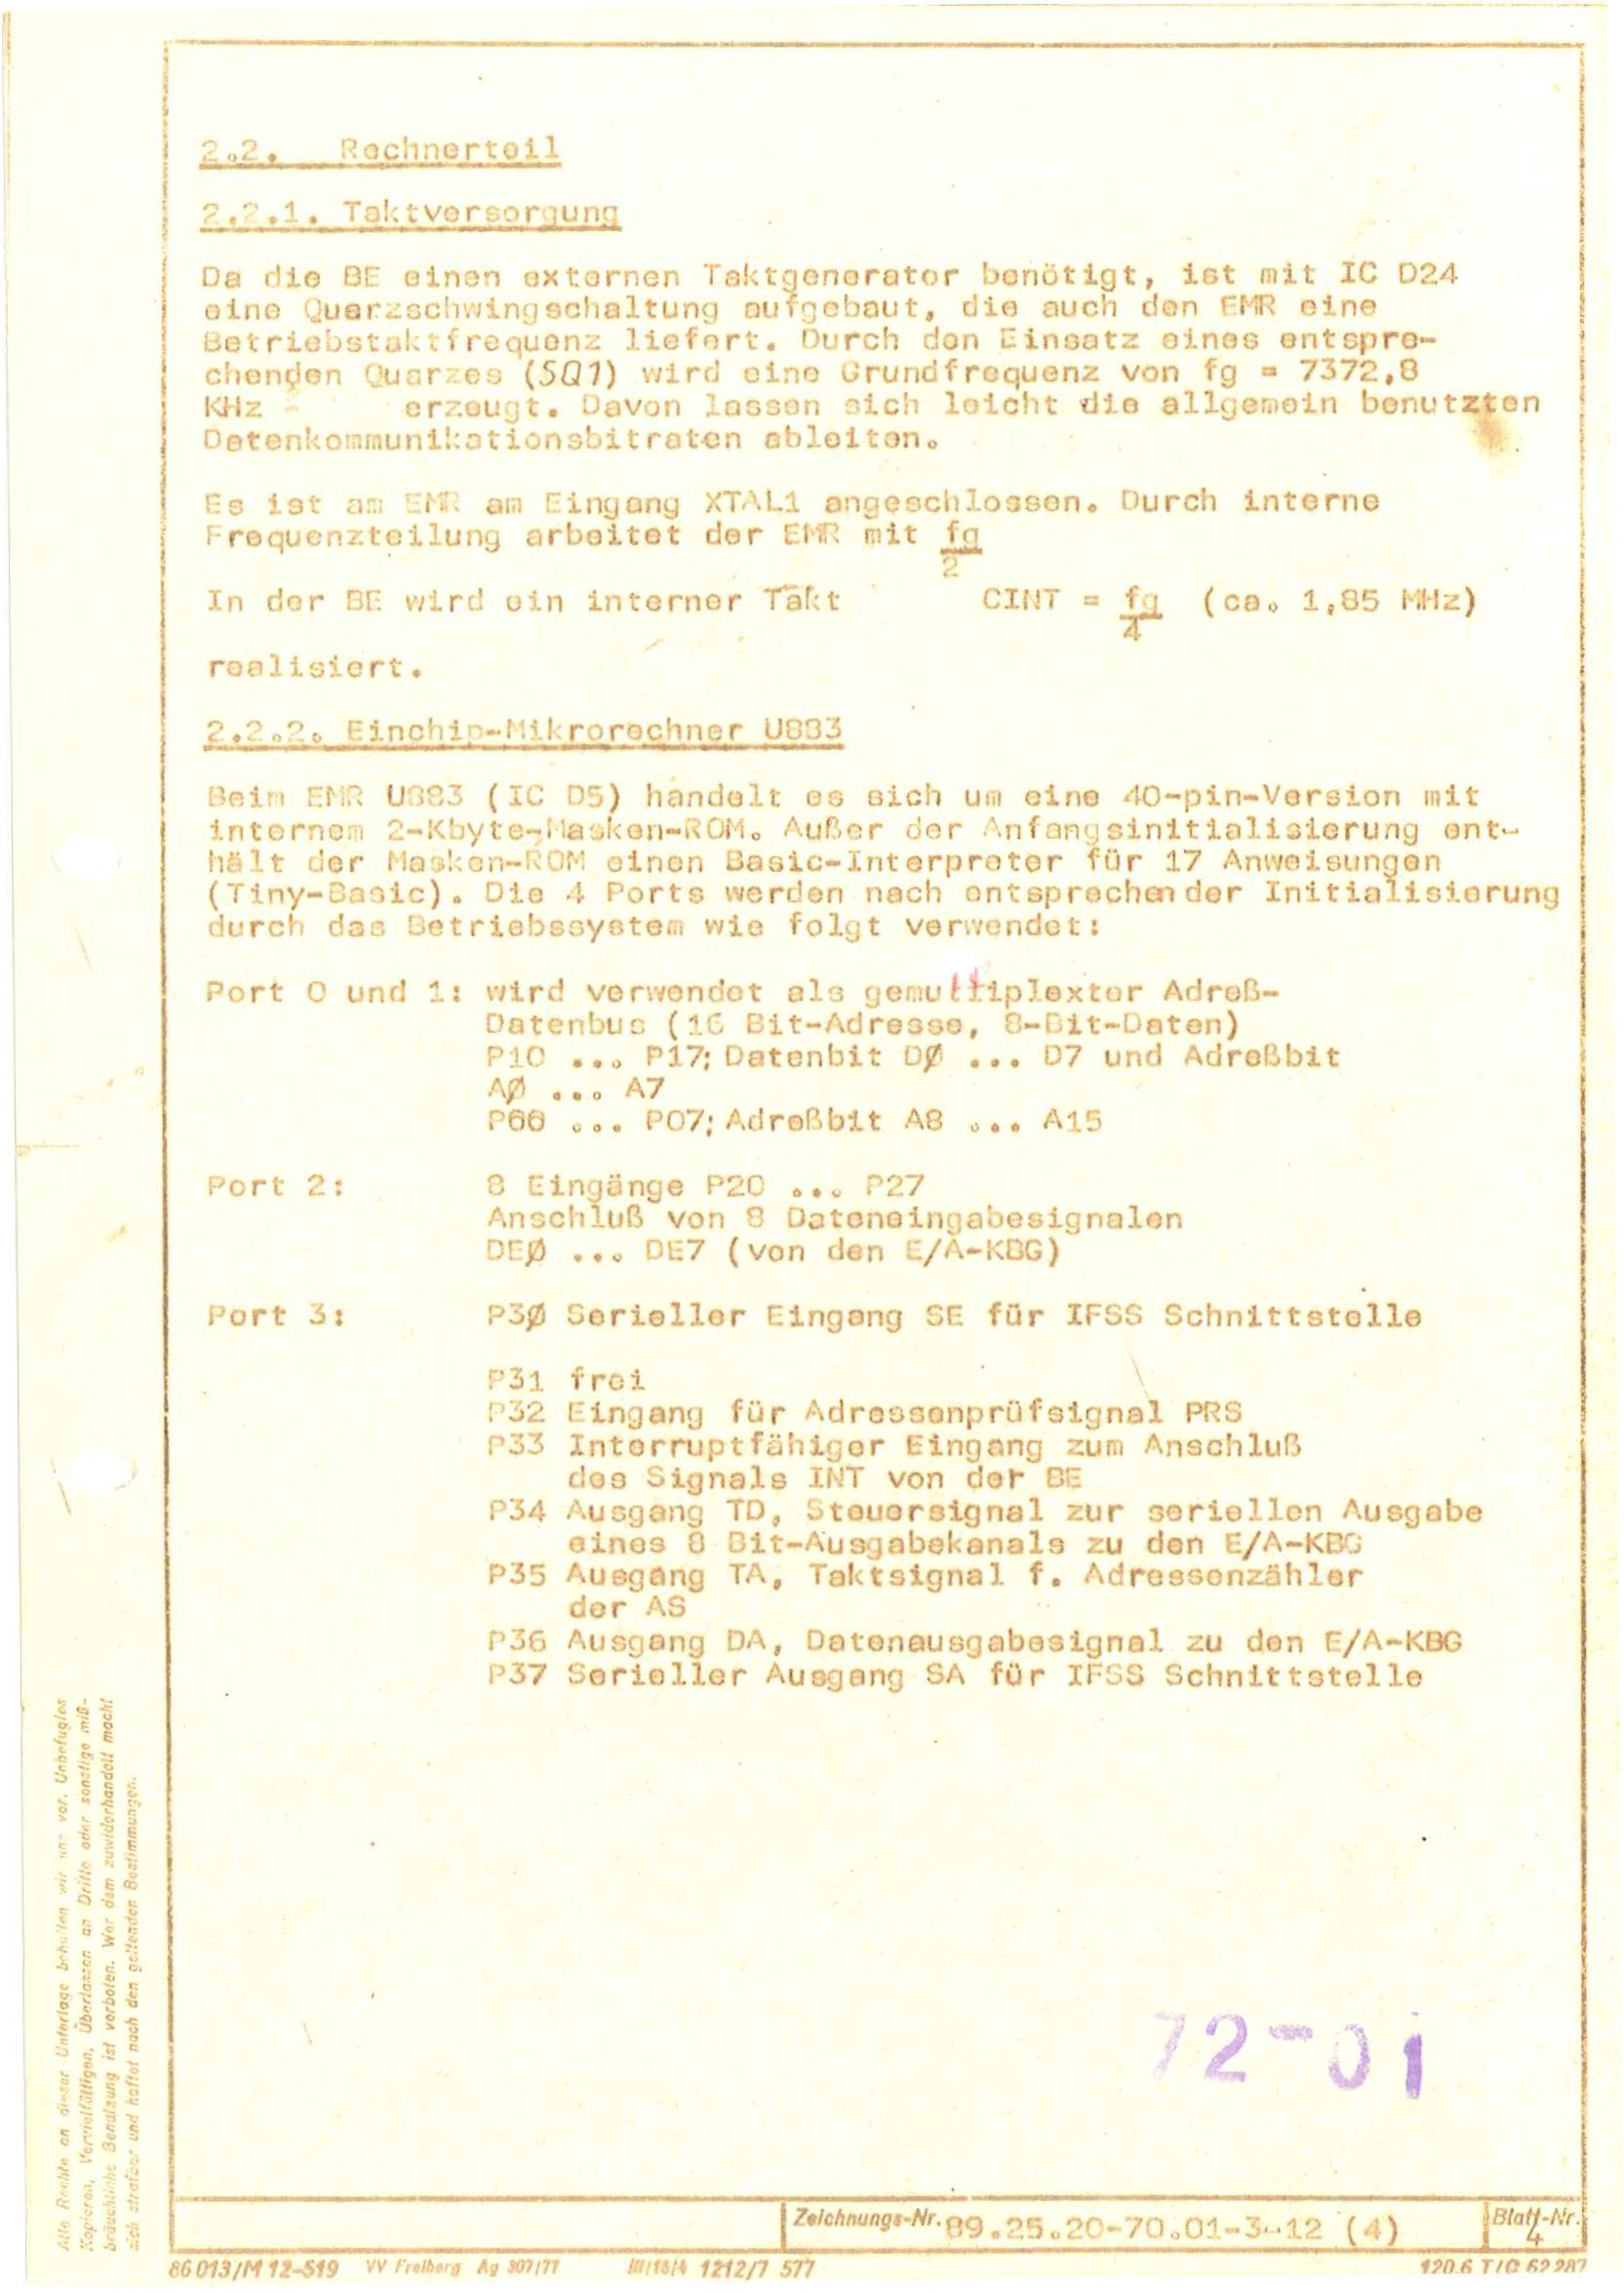 2.2. Rechnerteil
2.2.1. Taktversorgung
Da die BE einen externen Taktgenerator benötigt, ist mit IC D24
eine Quarzschwingschaltung aufgebaut, die auch den EMR eine
Betriebstaktfrequenz liefert. Durch den Einsatz eines entspre-
chenden Quarzes (SQ1) wird eine Grundfrequenz von fg = 7372,8
KHz erzeugt. Davon lassen sich leicht die allgemein benutzten
Datenkommunikationsbitraten ableiten.
Es ist am EMR am Eingang XTAL1 angeschlossen. Durch interne
Frequenzteilung arbeitet der EMR mit fg
2
In der BE wird ein interner Takt CINT = fg (ca. 1,85 MHz)
4
realisiert.
2.2.2. Einchip-Mikrorechner U883
Beim EMR U883 (IC D5) handelt es sich um eine 40-pin-Version mit
internem 2-Kbyte-Masken-ROM. Außer der Anfangsinitialisierung ent-
hält der Masken-ROM einen Basic-Interpreter für 17 Anweisungen
(Tiny-Basic). Die 4 Ports werden nach entsprechender Initialisierung
durch das Betriebssystem wie folgt verwendet:
Port 0 und 1: wird verwendet als gemultiplexter Adreß-
Datenbus (16 Bit-Adresse, 8-Bit-Daten)
P10 ... P17; Datenbit DØ ... D7 und Adreßbit
AØ ... A7
P00 ... P07; Adreßbit A8 ... A15
Port 2: 8 Eingänge P20 ... P27
Anschluß von 8 Dateneingabesignalen
DEØ ... DE7 (von den E/A-KBG)
Port 3: P3Ø Serieller Eingang SE für IFSS Schnittstelle
P31 frei
P32 Eingang für Adressenprüfsignal PRS
P33 Interruptfähiger Eingang zum Anschluß
des Signals INT von der BE
P34 Ausgang TD, Steuersignal zur seriellen Ausgabe
eines 8 Bit-Ausgabekanals zu den E/A-KBG
P35 Ausgang TA, Taktsignal f. Adressenzähler
der AS
P36 Ausgang DA, Datenausgabesignal zu den E/A-KBG
P37 Serieller Ausgang SA für IFSS Schnittstelle
Alle Rechte an dieser Unterlage behalten wir uns vor. Unbefugtes
Kopieren, Vervielfältigen, Überlassen an Dritte oder sonstige miß-
bräuchliche Benutzung ist verboten. Wer dem zuwiderhandelt macht
sich strafbar und haftet nach den geltenden Bestimmungen.
72-01
Zeichnungs-Nr. 89.25.20-70.01-3-12 (4) Blatt-Nr.
4
86 013/M 12-519 VV Freiberg Ag 307/77 III/18/4 1212/7 577 120.6 T/G 62 287